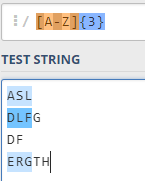 ⋮ / [A-Z]{3}
TEST STRING
ASL
DLFG
DF
ERGTH